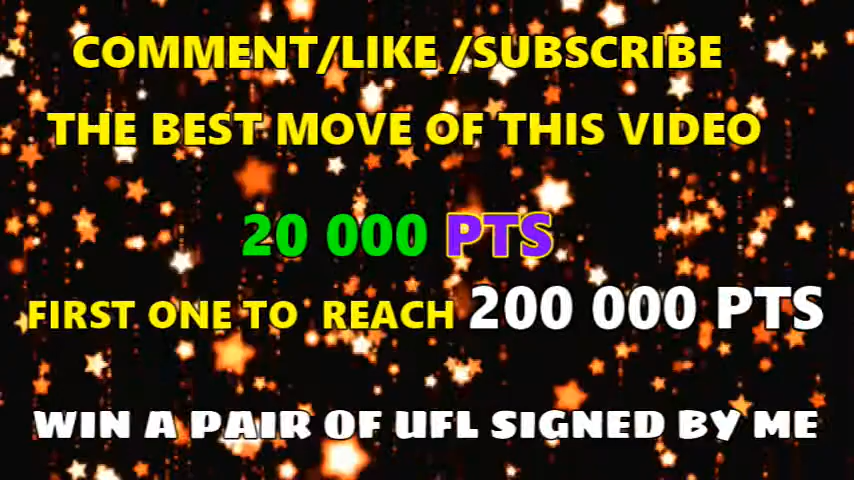 COMMENT/LIKE /SUBSCRIBE
THE BEST MOVE OF THIS VIDEO
20 000 PTS
FIRST ONE TO REACH 200 000 PTS
WIN A PAIR OF UFL SIGNED BY ME